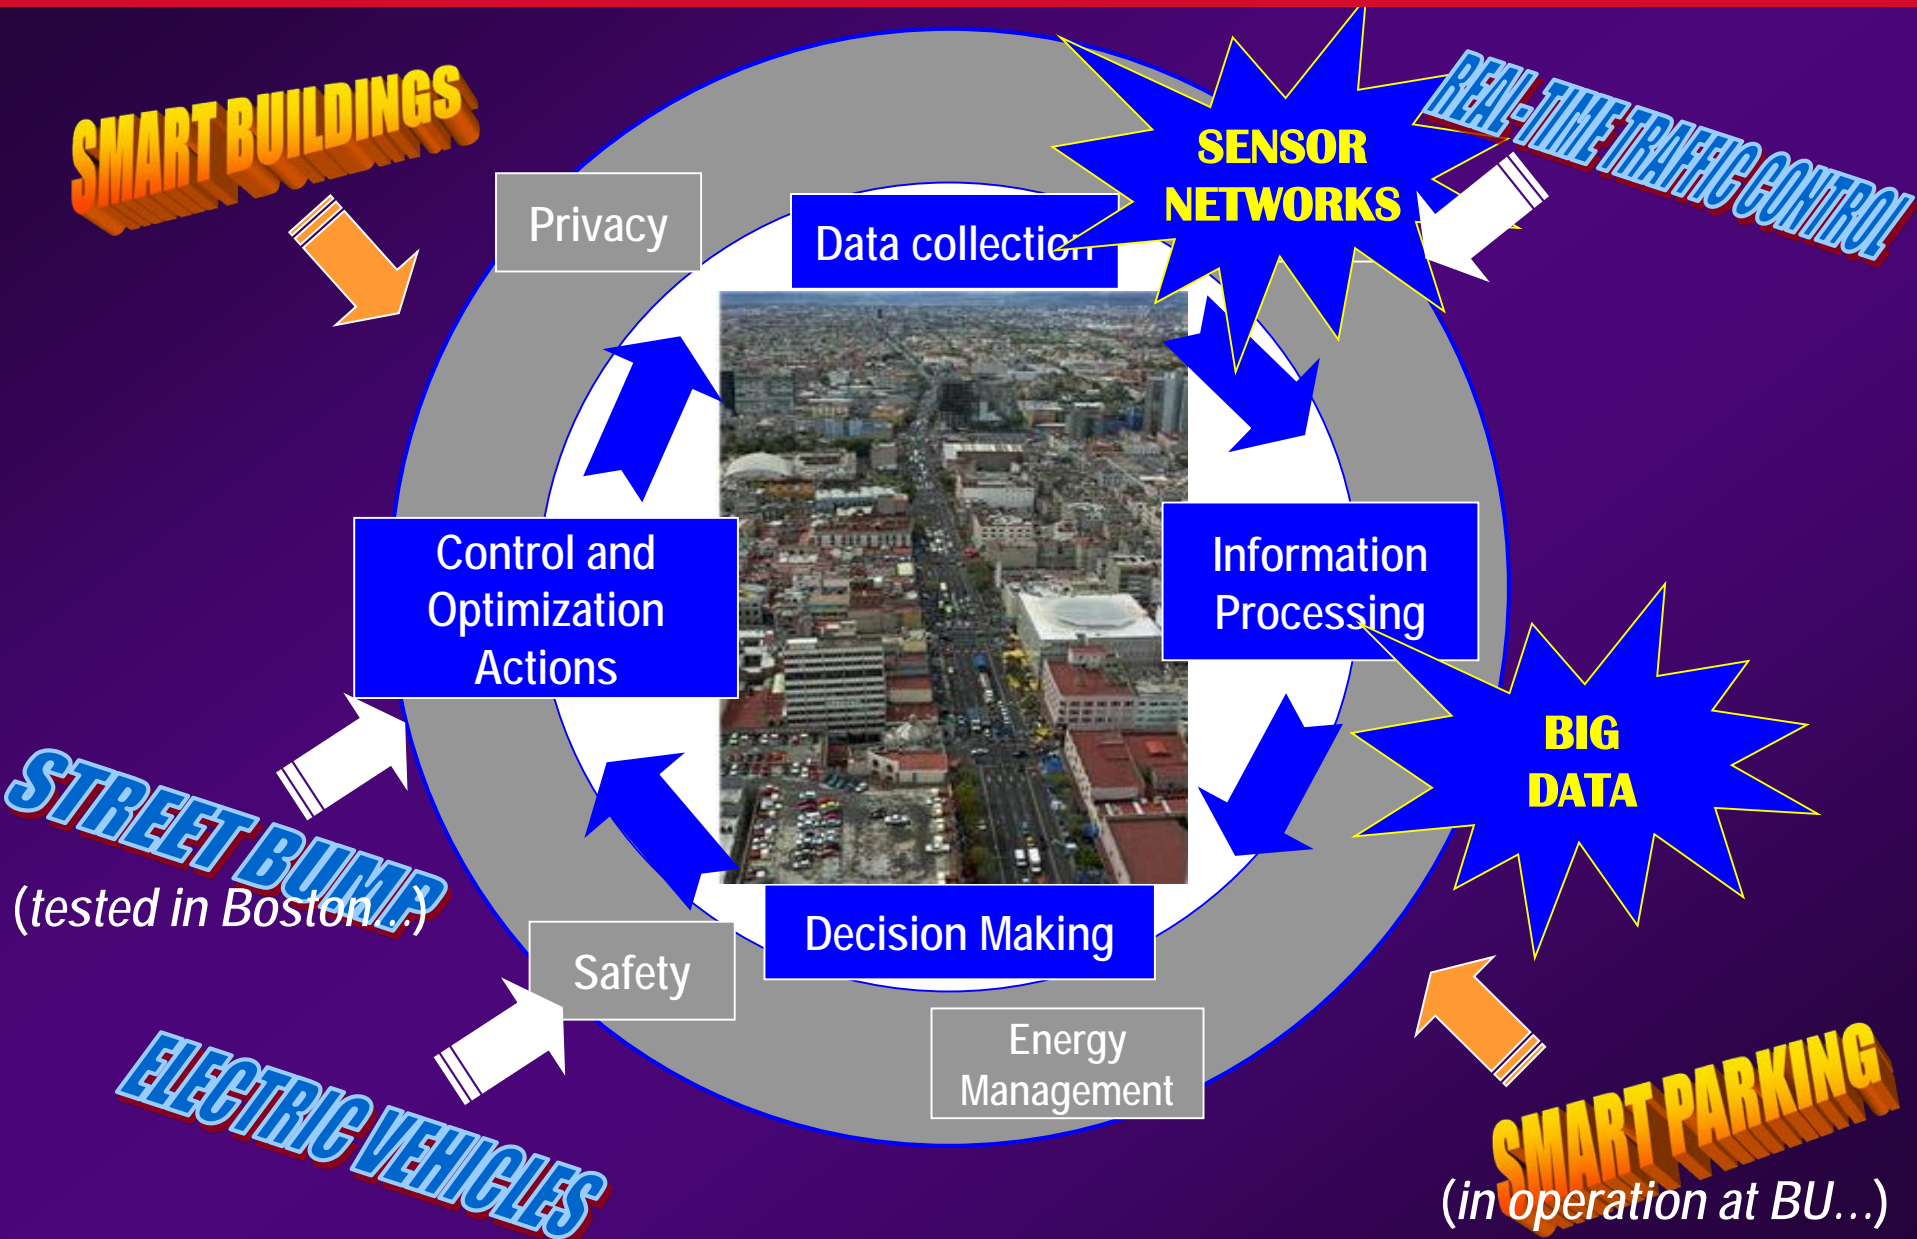 SMART BUILDINGS
REAL-TIME TRAFFIC CONTROL
SENSOR
NETWORKS
Privacy
Data collection
Control and
Optimization
Actions
Information
Processing
BIG
DATA
STREET BUMP
(tested in Boston...)
Decision Making
Safety
Energy
Management
ELECTRIC VEHICLES
SMART PARKING
(in operation at BU...)